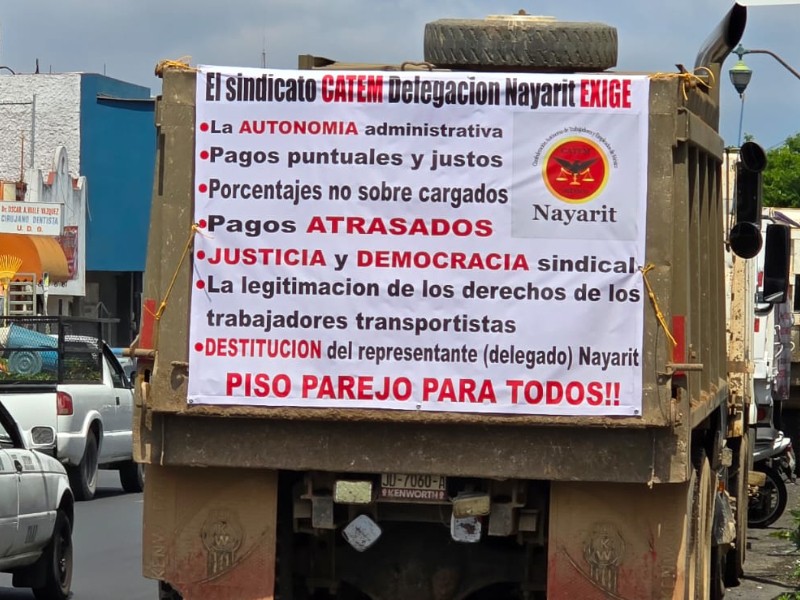 El sindicato CATEM Delegacion Nayarit EXIGE
•La AUTONOMIA administrativa
•Pagos puntuales y justos
•Porcentajes no sobre cargados
•Pagos ATRASADOS
•JUSTICIA y DEMOCRACIA sindical
•La legitimacion de los derechos de los
trabajadores transportistas
•DESTITUCION del representante (delegado) Nayarit
PISO PAREJO PARA TODOS!!
CATEM
Nayarit
CIRUJANO DENTISTA
U.D.G.
JU-7060-A
KENWORTH